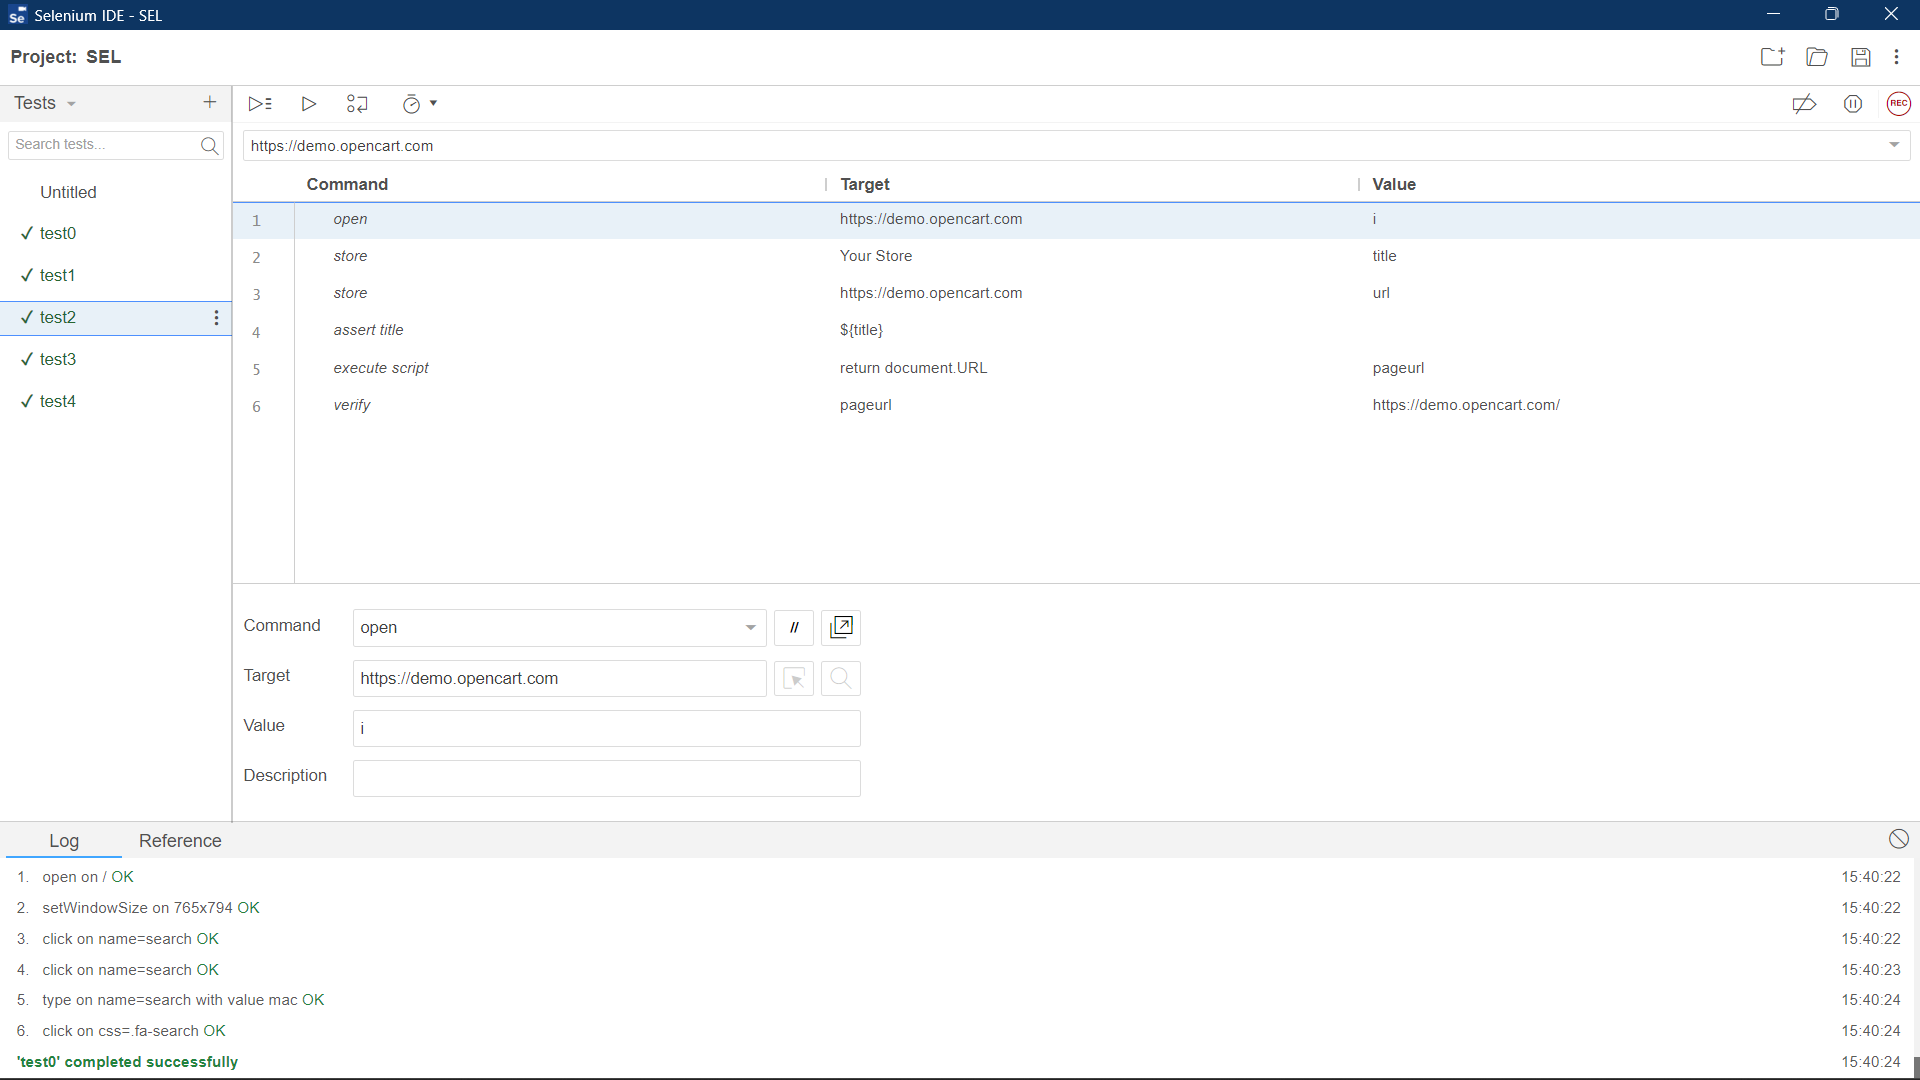 Se Selenium IDE - SEL
Project: SEL
Tests
Search tests...
Untitled
✓ test0
✓ test1
✓ test2
✓ test3
✓ test4
REC
https://demo.opencart.com
Command Target Value
1 open https://demo.opencart.com i
2 store Your Store title
3 store https://demo.opencart.com url
4 assert title ${title}
5 execute script return document.URL pageurl
6 verify pageurl https://demo.opencart.com/
Command open //
Target https://demo.opencart.com
Value i
Description
Log Reference
1. open on / OK 15:40:22
2. setWindowSize on 765x794 OK 15:40:22
3. click on name=search OK 15:40:22
4. click on name=search OK 15:40:23
5. type on name=search with value mac OK 15:40:24
6. click on css=.fa-search OK 15:40:24
'test0' completed successfully 15:40:24